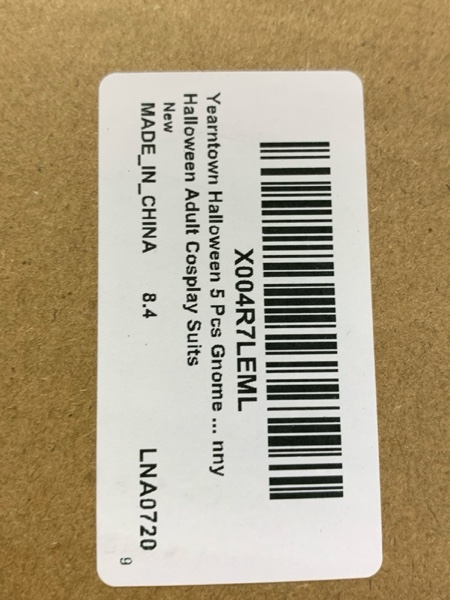 X004R7LEML
Yearntown Halloween 5 Pcs Gnome ... nny
Halloween Adult Cosplay Suits
New
MADE_IN_CHINA 8.4 LNA0720
9